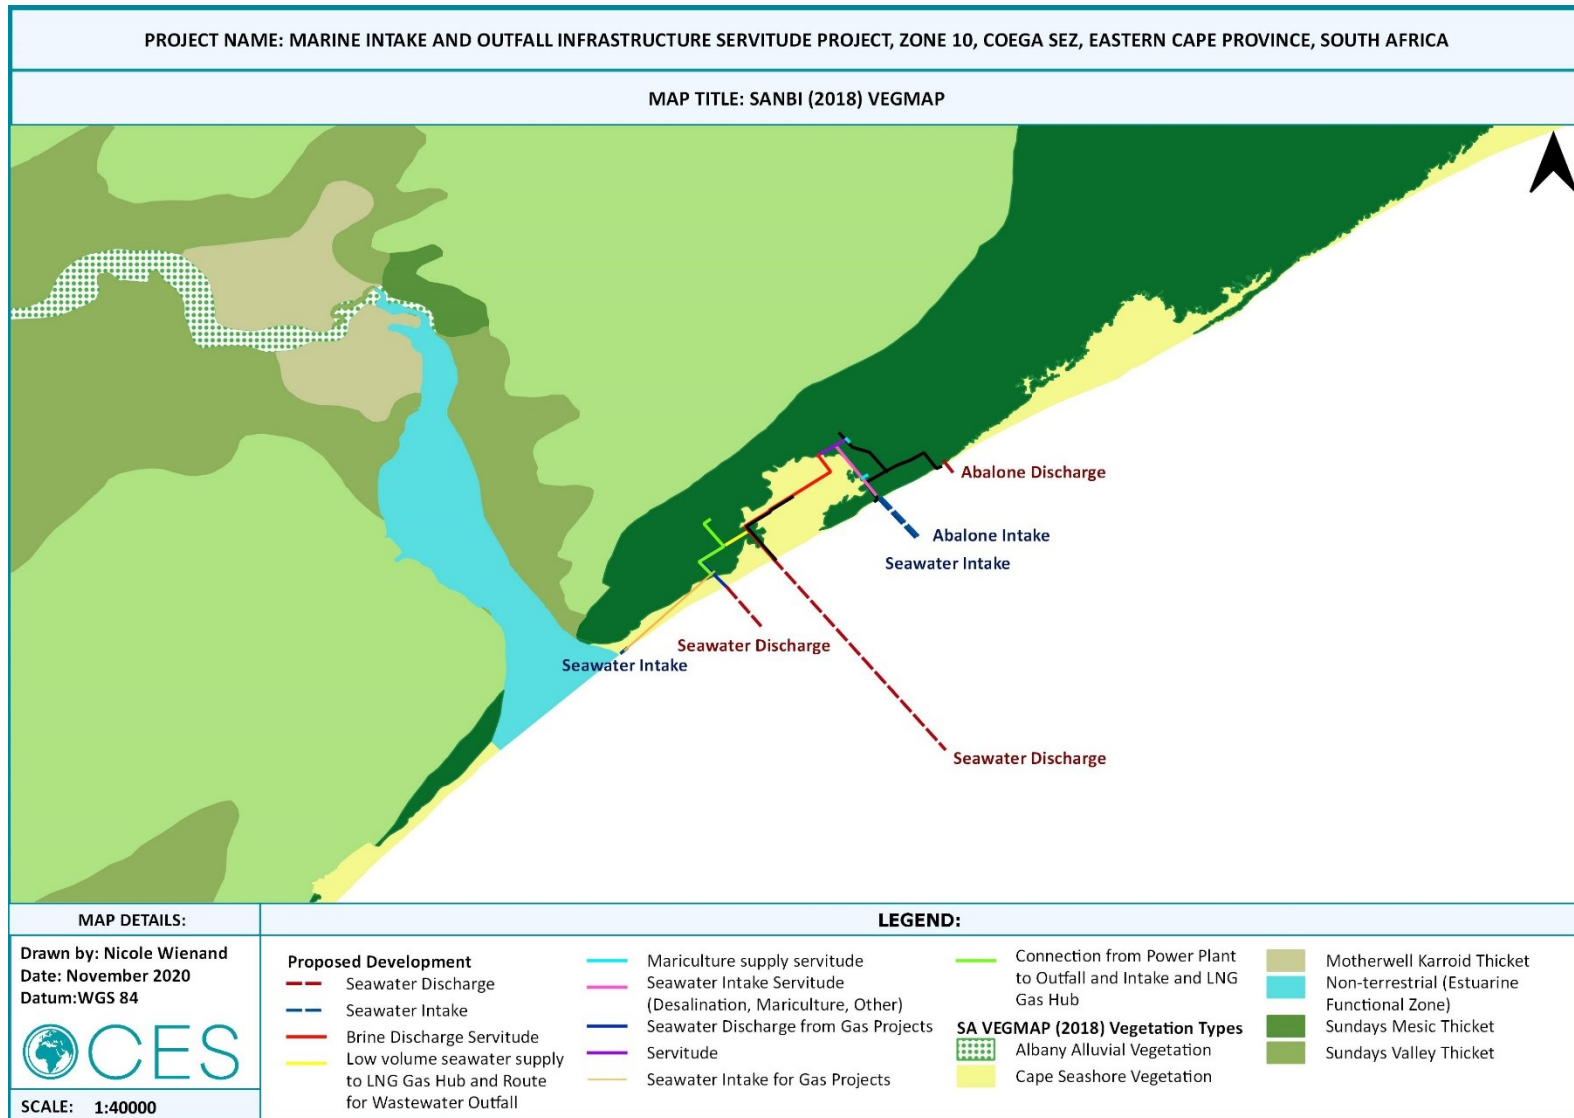 PROJECT NAME: MARINE INTAKE AND OUTFALL INFRASTRUCTURE SERVITUDE PROJECT, ZONE 10, COEGA SEZ, EASTERN CAPE PROVINCE, SOUTH AFRICA
MAP TITLE: SANBI (2018) VEGMAP
Abalone Discharge
Abalone Intake
Seawater Intake
Seawater Discharge
Seawater Intake
Seawater Discharge
MAP DETAILS:
Drawn by: Nicole Wienand
Date: November 2020
Datum:WGS 84
CES
SCALE: 1:40000
LEGEND:
Proposed Development
Seawater Discharge
Seawater Intake
Brine Discharge Servitude
Low volume seawater supply
to LNG Gas Hub and Route
for Wastewater Outfall
Mariculture supply servitude
Seawater Intake Servitude
(Desalination, Mariculture, Other)
Seawater Discharge from Gas Projects
Servitude
Seawater Intake for Gas Projects
Connection from Power Plant
to Outfall and Intake and LNG
Gas Hub
SA VEGMAP (2018) Vegetation Types
Albany Alluvial Vegetation
Cape Seashore Vegetation
Motherwell Karroid Thicket
Non-terrestrial (Estuarine
Functional Zone)
Sundays Mesic Thicket
Sundays Valley Thicket